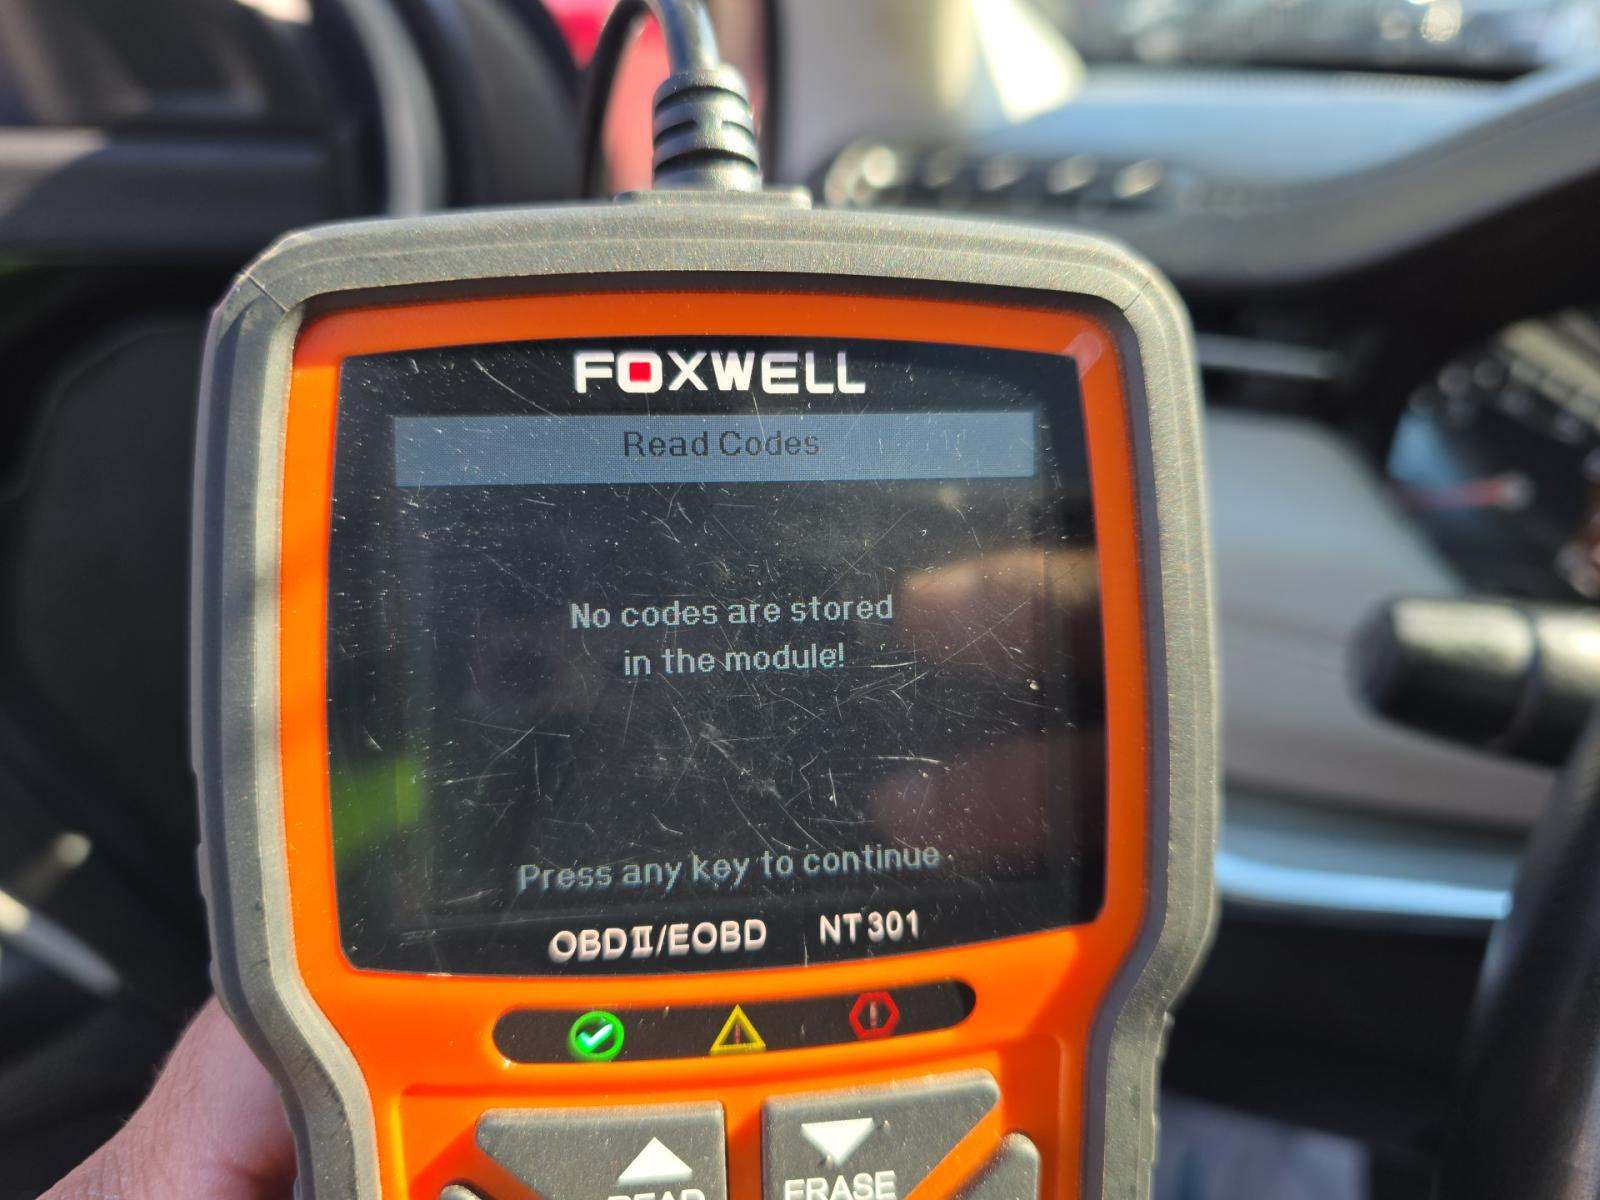 FOXWELL
Read Codes
No codes are stored
in the module!
Press any key to continue
OBDII/EOBD NT301
READ ERASE